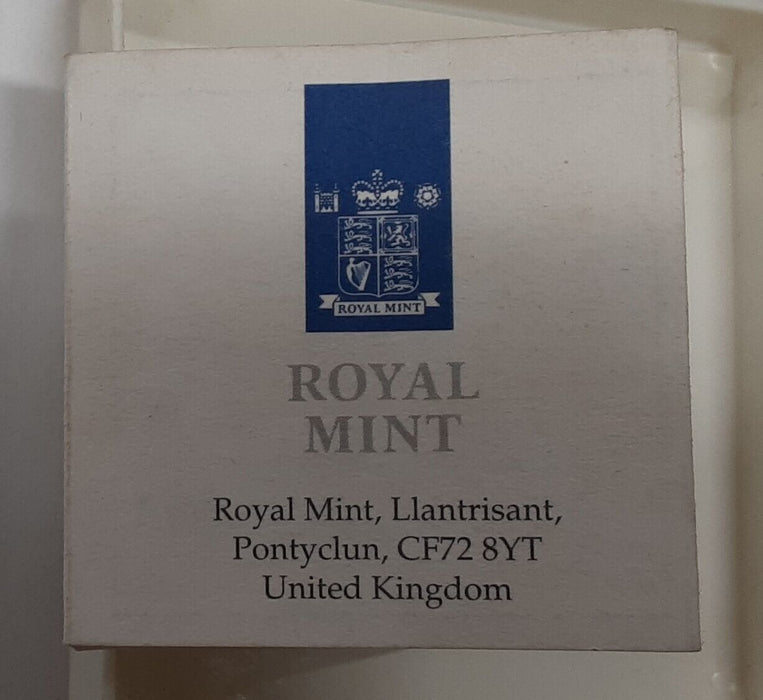 ROYAL MINT
ROYAL
MINT
Royal Mint, Llantrisant,
Pontyclun, CF72 8YT
United Kingdom